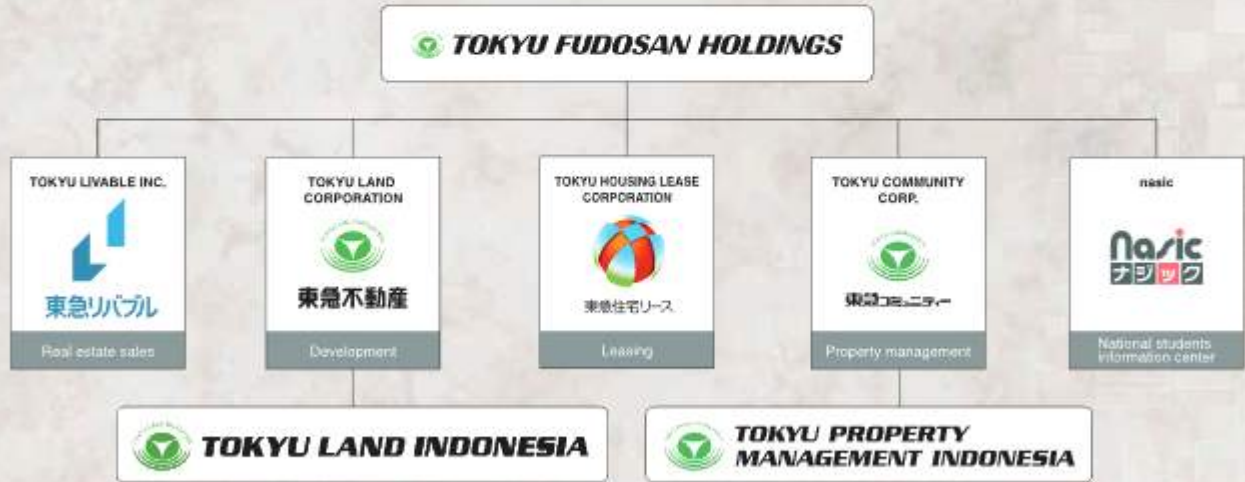 TOKYU FUDOSAN HOLDINGS
TOKYU LIVABLE INC.
東急リバブル
Real estate sales
TOKYU LAND
CORPORATION
東急不動産
Development
TOKYU HOUSING LEASE
CORPORATION
東急住宅リース
Leasing
TOKYU COMMUNITY
CORP.
東急コミュニティー
Property management
nasic
Nasic
ナジック
National students
information center
TOKYU LAND INDONESIA
TOKYU PROPERTY
MANAGEMENT INDONESIA